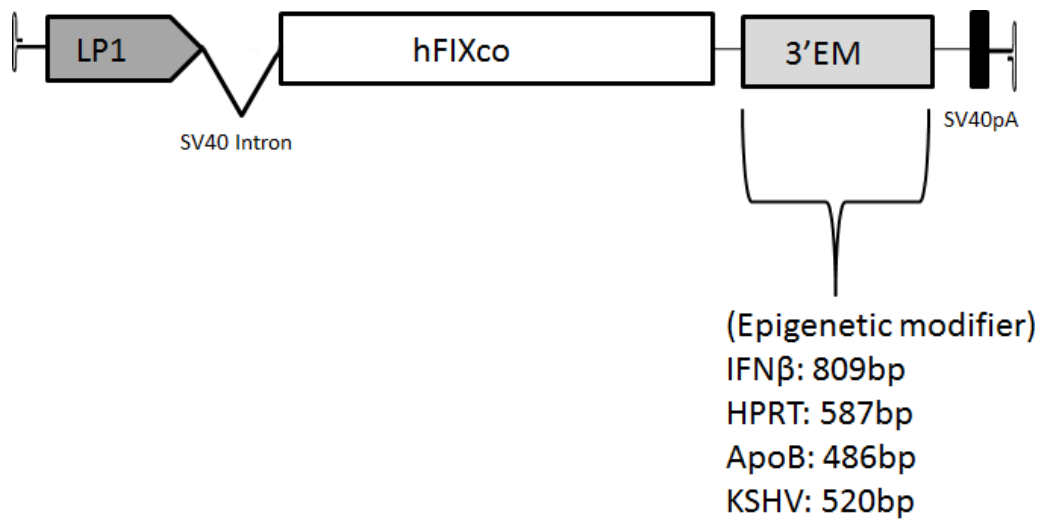 LP1
hFIXco
3'EM
SV40 Intron
SV40pA
(Epigenetic modifier)
IFNβ: 809bp
HPRT: 587bp
ApoB: 486bp
KSHV: 520bp